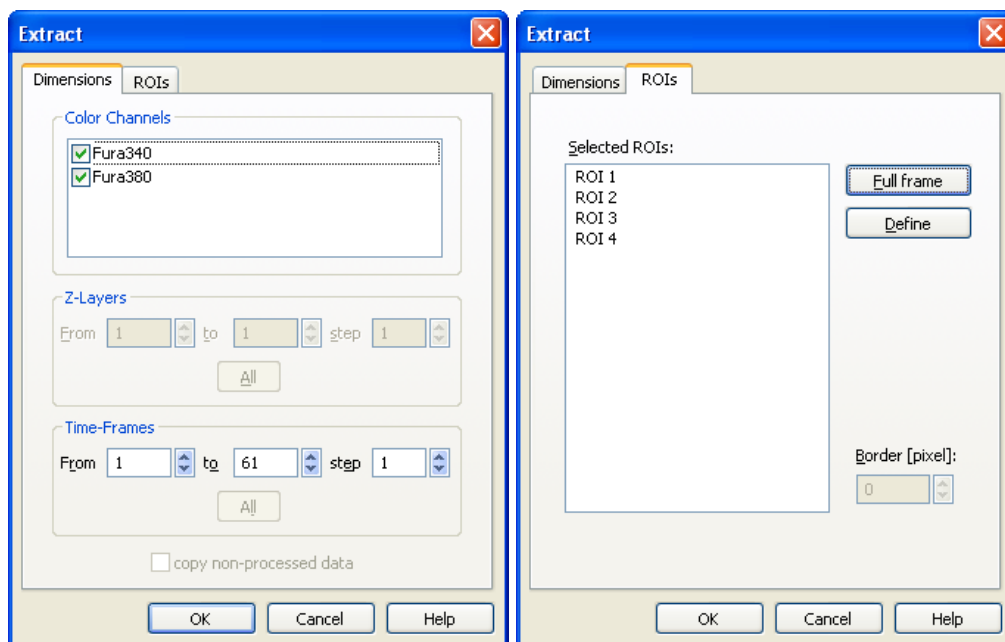 Extract
Dimensions ROIs
Color Channels
Fura340
Fura380
Z-Layers
From 1 to 1 step 1
All
Time-Frames
From 1 to 61 step 1
All
copy non-processed data
OK Cancel Help
Extract
Dimensions ROIs
Selected ROIs:
ROI 1
ROI 2
ROI 3
ROI 4
Full frame
Define
Border [pixel]:
0
OK Cancel Help